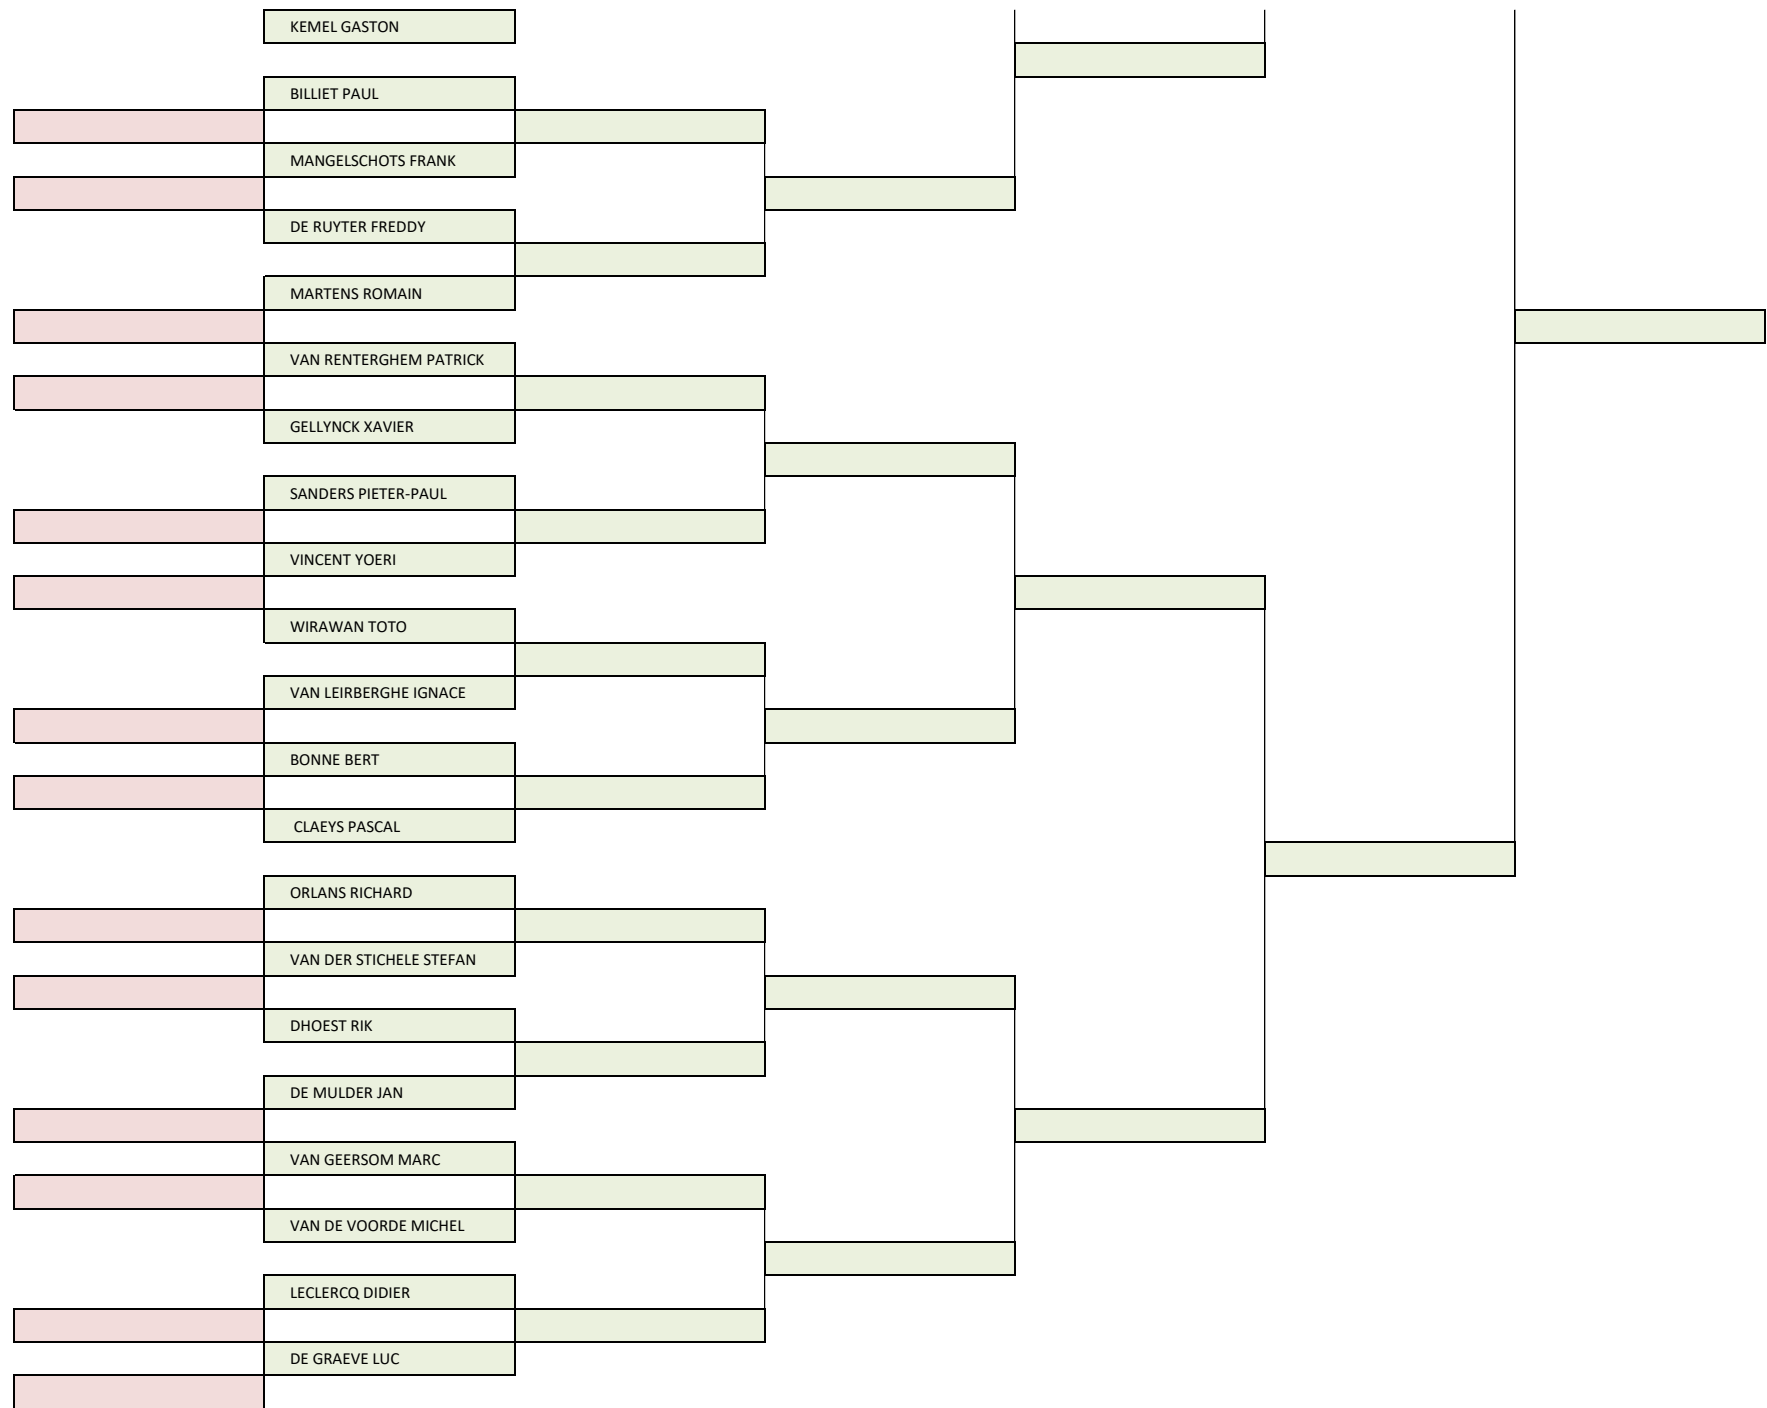 KEMEL GASTON
BILLIET PAUL
MANGELSCHOTS FRANK
DE RUYTER FREDDY
MARTENS ROMAIN
VAN RENTERGHEM PATRICK
GELLYNCK XAVIER
SANDERS PIETER-PAUL
VINCENT YOERI
WIRAWAN TOTO
VAN LEIRBERGHE IGNACE
BONNE BERT
CLAEYS PASCAL
ORLANS RICHARD
VAN DER STICHELE STEFAN
DHOEST RIK
DE MULDER JAN
VAN GEERSOM MARC
VAN DE VOORDE MICHEL
LECLERCQ DIDIER
DE GRAEVE LUC